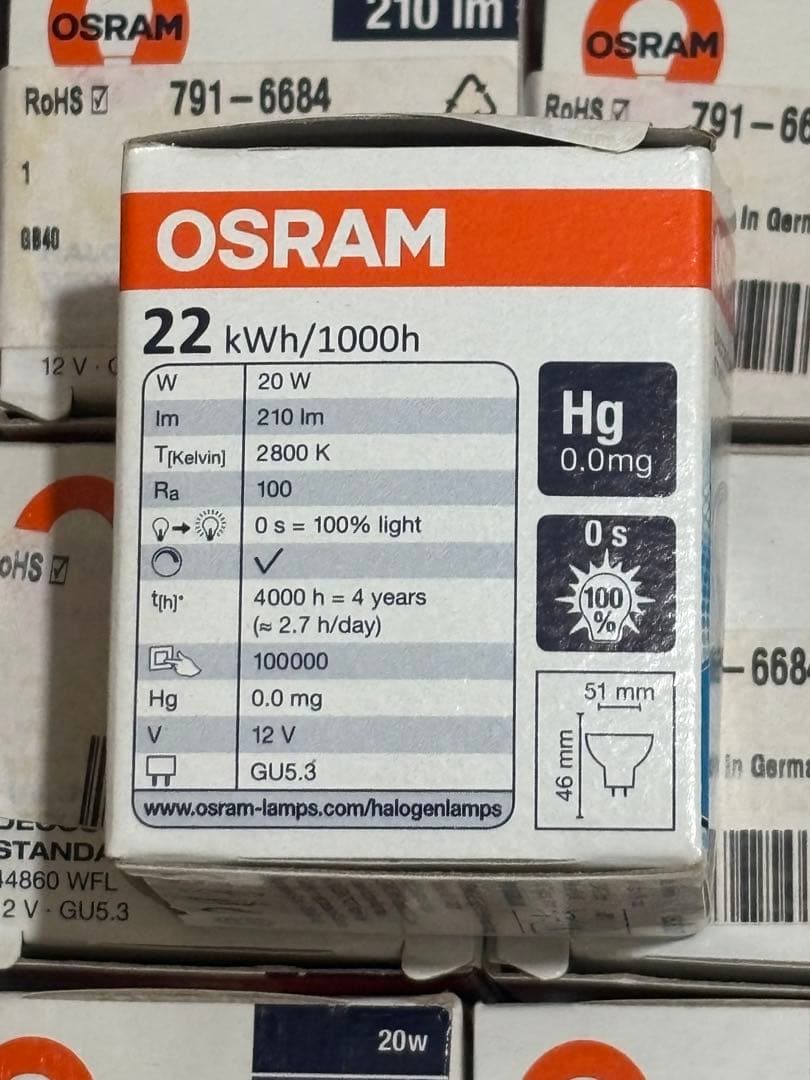 OSRAM
210 lm
OSRAM
RoHS
791-6684
RoHS
791-66
1
GB40
In Germ
12 V ·
OSRAM
22 kWh/1000h
W 20 W
lm 210 lm
T[Kelvin] 2800 K
Ra 100
0 s = 100% light
t[h]* 4000 h = 4 years
(≈ 2.7 h/day)
100000
Hg 0.0 mg
V 12 V
GU5.3
www.osram-lamps.com/halogenlamps
Hg
0.0mg
0 s
100
%
51 mm
46 mm
oHS
-668
in Germa
STANDA
44860 WFL
2 V · GU5.3
20w